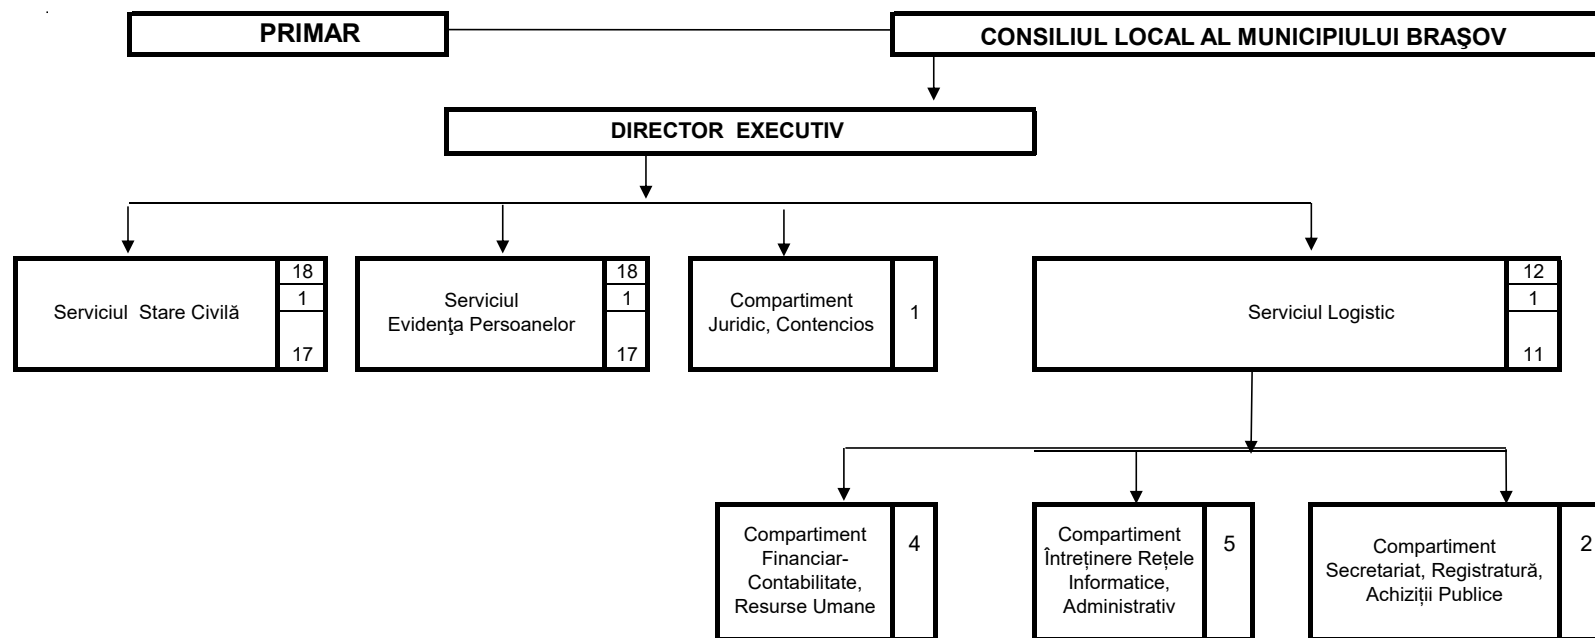 PRIMAR
CONSILIUL LOCAL AL MUNICIPIULUI BRAŞOV
DIRECTOR EXECUTIV
Serviciul Stare Civilă
18
1
17
Serviciul
Evidenţa Persoanelor
18
1
17
Compartiment
Juridic, Contencios
1
Serviciul Logistic
12
1
11
Compartiment
Financiar-
Contabilitate,
Resurse Umane
4
Compartiment
Întreținere Rețele
Informatice,
Administrativ
5
Compartiment
Secretariat, Registratură,
Achiziții Publice
2